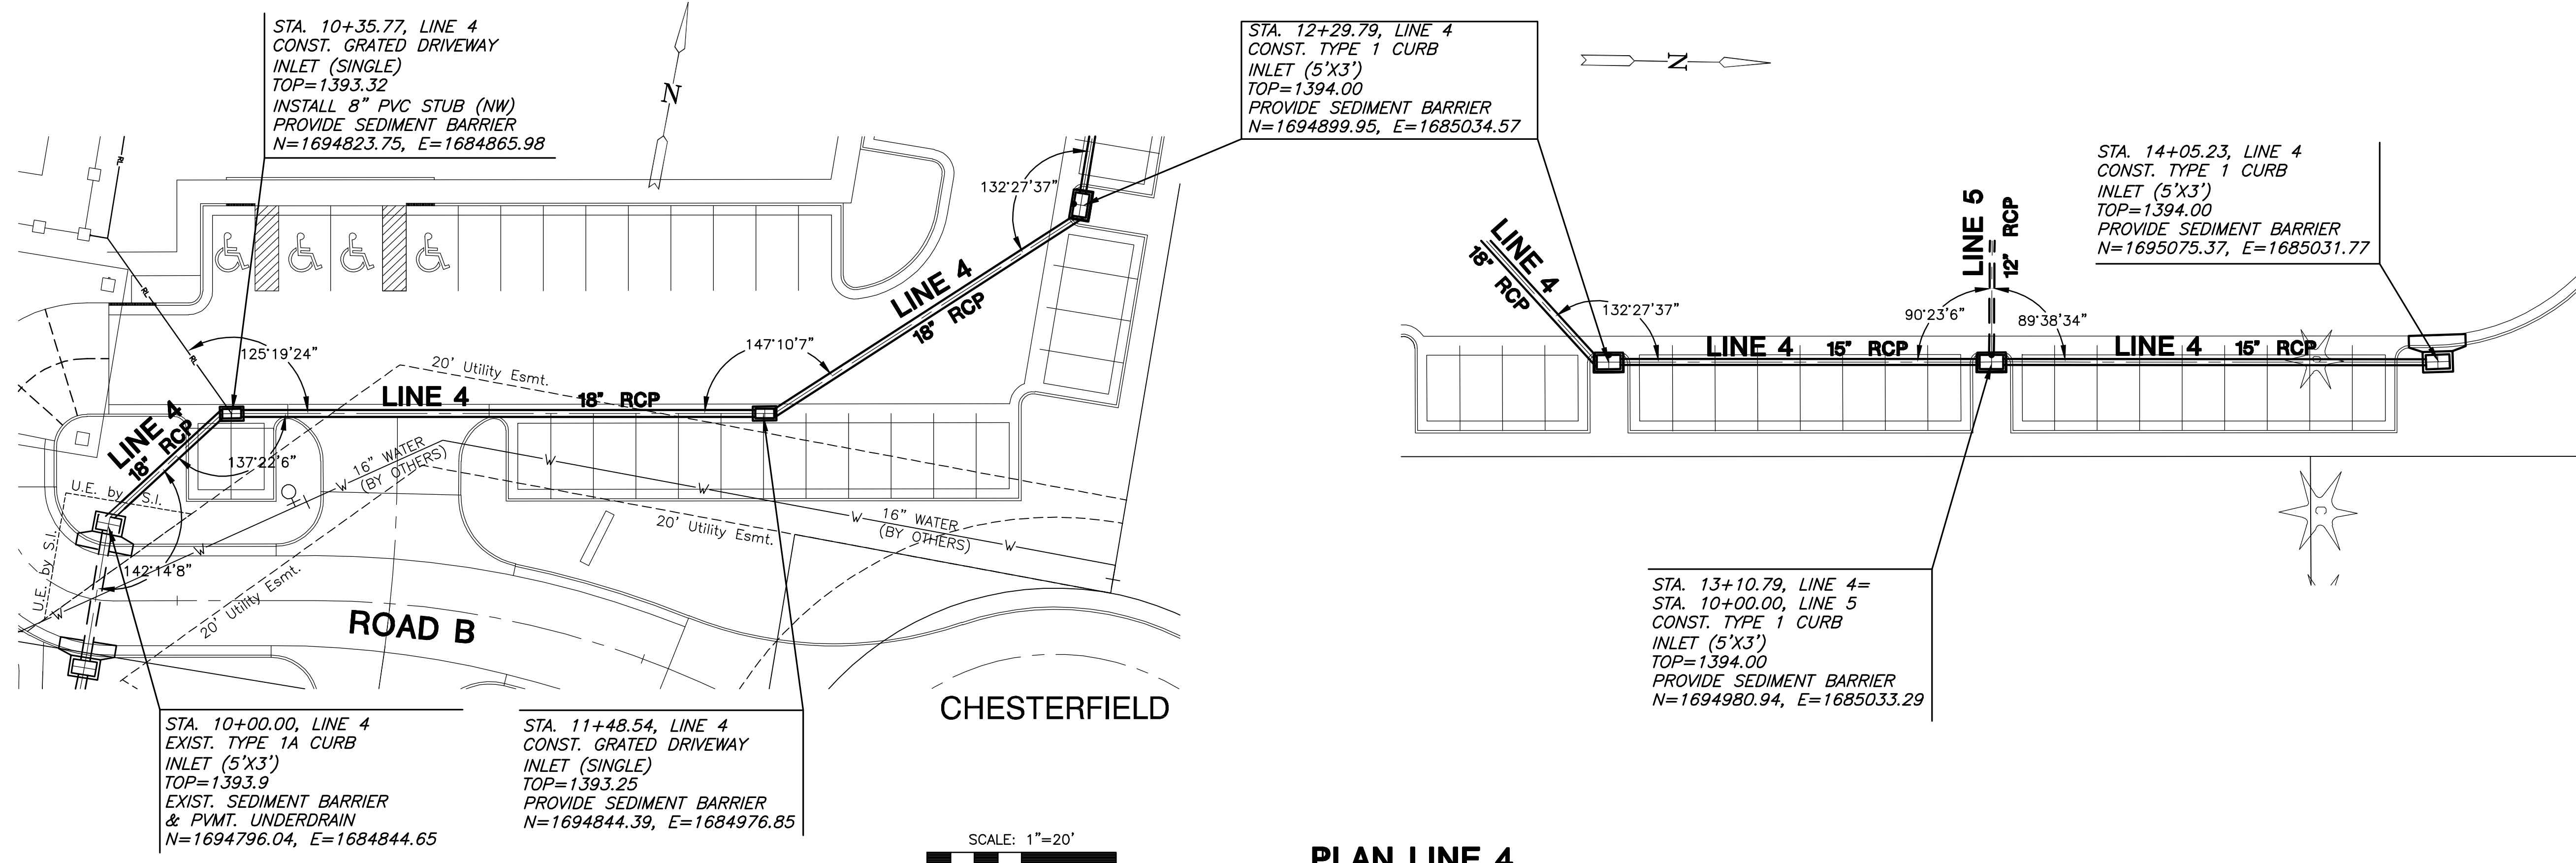 STA. 10+35.77, LINE 4
CONST. GRATED DRIVEWAY
INLET (SINGLE)
TOP=1393.32
INSTALL 8" PVC STUB (NW)
PROVIDE SEDIMENT BARRIER
N=1694823.75, E=1684865.98
N
STA. 12+29.79, LINE 4
CONST. TYPE 1 CURB
INLET (5'X3')
TOP=1394.00
PROVIDE SEDIMENT BARRIER
N=1694899.95, E=1685034.57
N
STA. 14+05.23, LINE 4
CONST. TYPE 1 CURB
INLET (5'X3')
TOP=1394.00
PROVIDE SEDIMENT BARRIER
N=1695075.37, E=1685031.77
RL
RL
RL
132°27'37"
LINE 4
18" RCP
147°10'7"
125°19'24"
20' Utility Esmt.
LINE 4
18" RCP
LINE 4
18" RCP
137°22'6"
16" WATER
(BY OTHERS)
W
W
W
W
W
W
W
16" WATER
(BY OTHERS)
20' Utility Esmt.
U.E. by S.I.
U.E. by S.I.
142°14'8"
20' Utility Esmt.
ROAD B
CHESTERFIELD
LINE 4
18" RCP
132°27'37"
LINE 4
15" RCP
90°23'6"
LINE 5
12" RCP
89°38'34"
LINE 4
15" RCP
C
STA. 13+10.79, LINE 4=
STA. 10+00.00, LINE 5
CONST. TYPE 1 CURB
INLET (5'X3')
TOP=1394.00
PROVIDE SEDIMENT BARRIER
N=1694980.94, E=1685033.29
STA. 10+00.00, LINE 4
EXIST. TYPE 1A CURB
INLET (5'X3')
TOP=1393.9
EXIST. SEDIMENT BARRIER
& PVMT. UNDERDRAIN
N=1694796.04, E=1684844.65
STA. 11+48.54, LINE 4
CONST. GRATED DRIVEWAY
INLET (SINGLE)
TOP=1393.25
PROVIDE SEDIMENT BARRIER
N=1694844.39, E=1684976.85
SCALE: 1"=20'
PLAN LINE 4